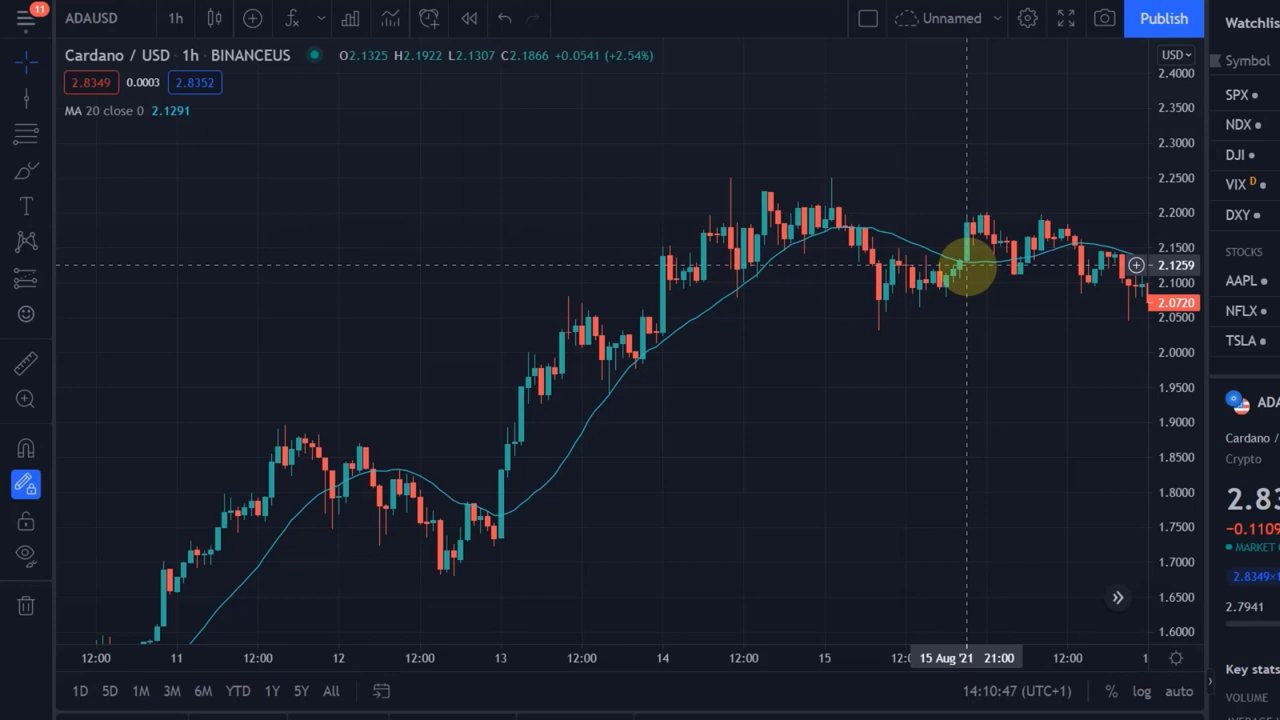 11
ADAUSD 1h Unnamed Publish Watchlis
Cardano / USD · 1h · BINANCEUS O2.1325 H2.1922 L2.1307 C2.1866 +0.0541 (+2.54%) USD
2.8349 0.0003 2.8352
MA 20 close 0 2.1291
2.4000
2.3500
2.3000
2.2500
2.2000
2.1500
2.1259
2.1000
2.0720
2.0500
2.0000
1.9500
1.9000
1.8500
1.8000
1.7500
1.7000
1.6500
1.6000
Symbol
SPX
NDX
DJI
VIX D
DXY
STOCKS
AAPL
NFLX
TSLA
ADA
Cardano /
Crypto
2.83
−0.1109
MARKET
2.8349×1
2.7941
Key stats
VOLUME
12:00 11 12:00 12 12:00 13 12:00 14 12:00 15 12:0 15 Aug '21 21:00 12:00 1
1D 5D 1M 3M 6M YTD 1Y 5Y All 14:10:47 (UTC+1) % log auto